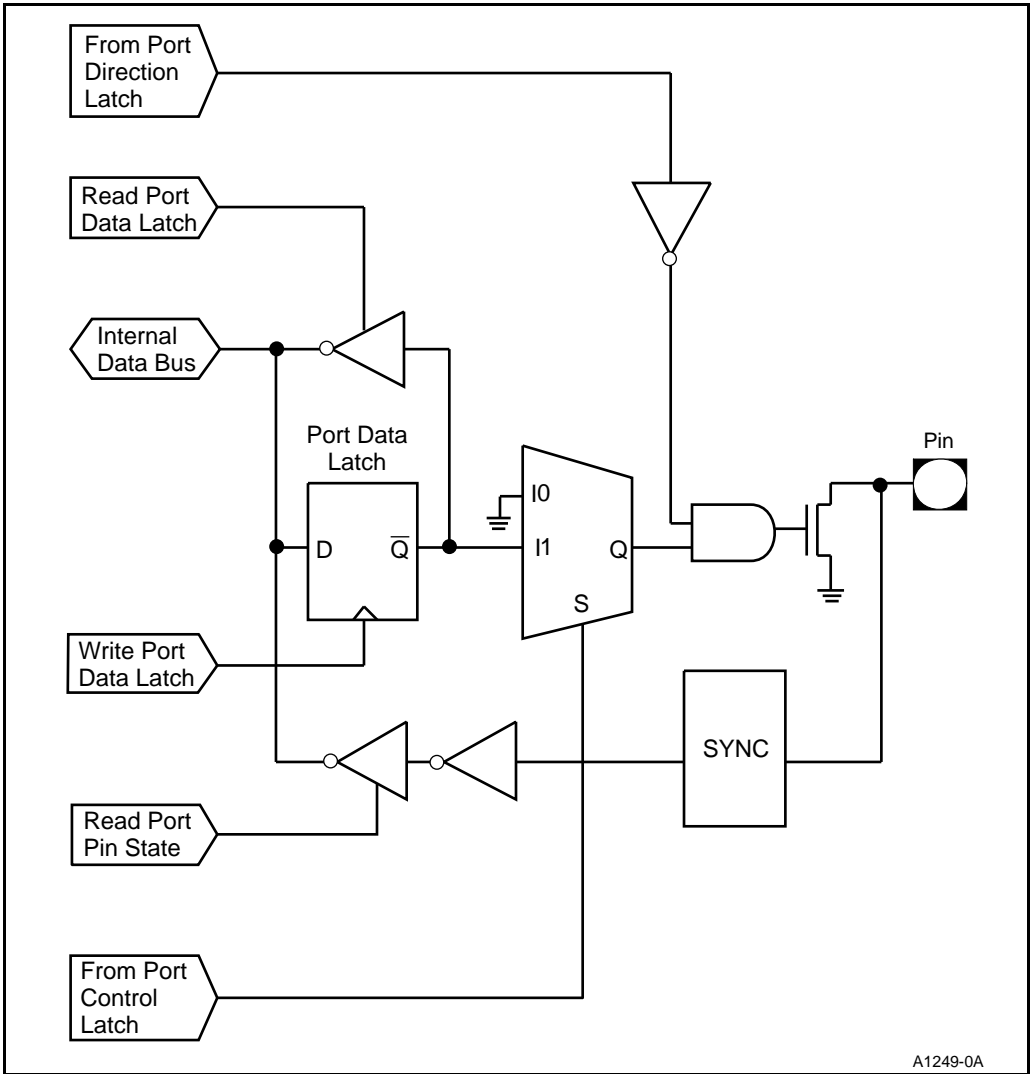 From Port
Direction
Latch
Read Port
Data Latch
Internal
Data Bus
Port Data
Latch
Pin
I0
D
Q
I1
Q
S
Write Port
Data Latch
SYNC
Read Port
Pin State
From Port
Control
Latch
A1249-0A